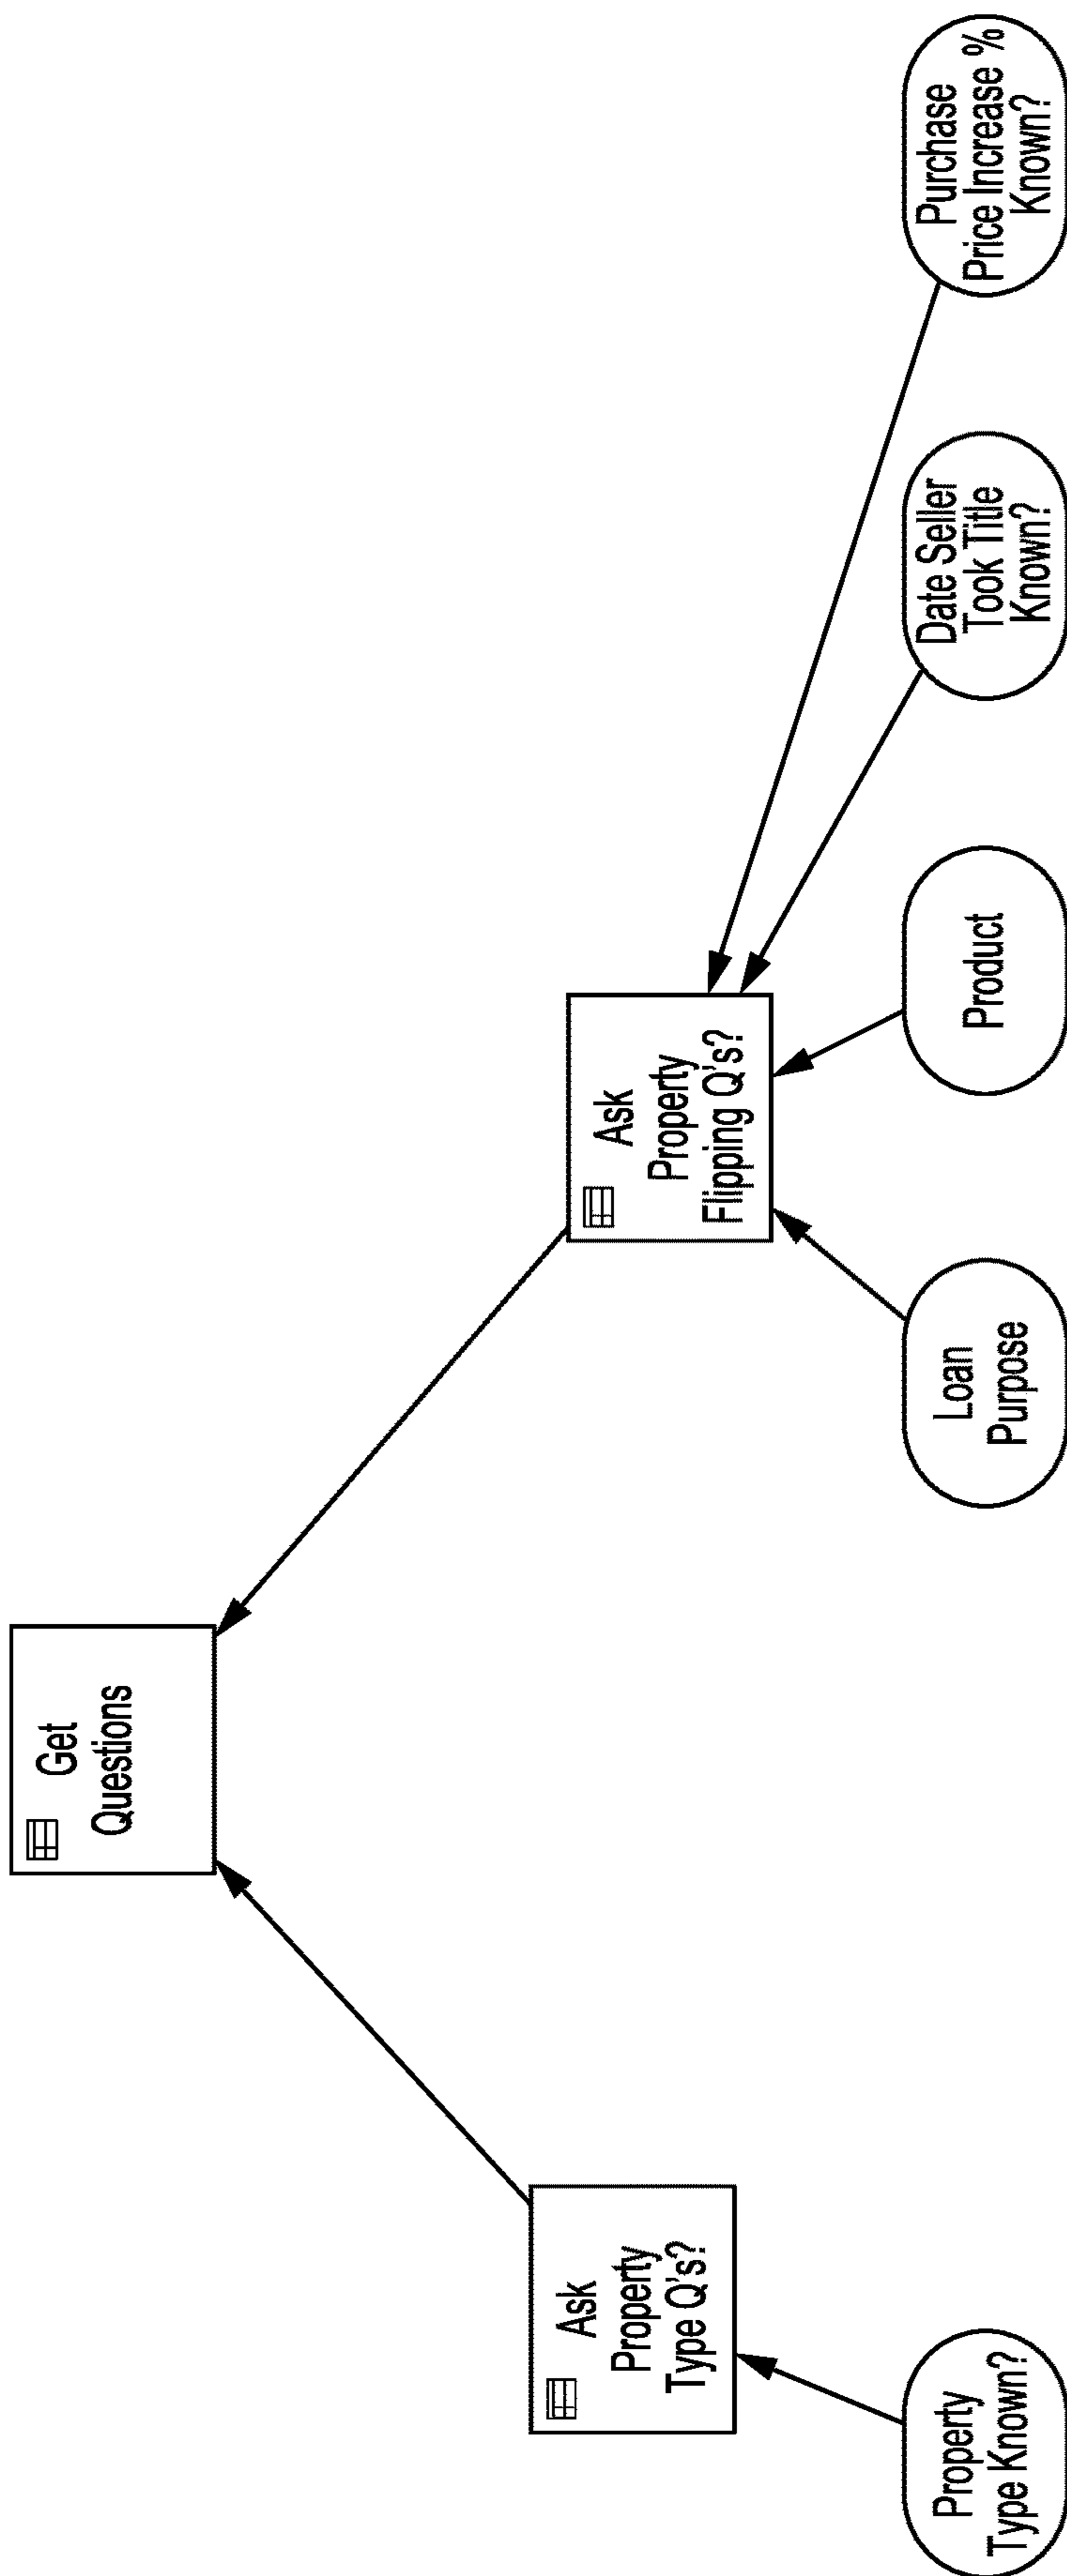 Get
Questions
Ask
Property
Type Q's?
Ask
Property
Flipping Q's?
Property
Type Known?
Loan
Purpose
Product
Date Seller
Took Title
Known?
Purchase
Price Increase %
Known?